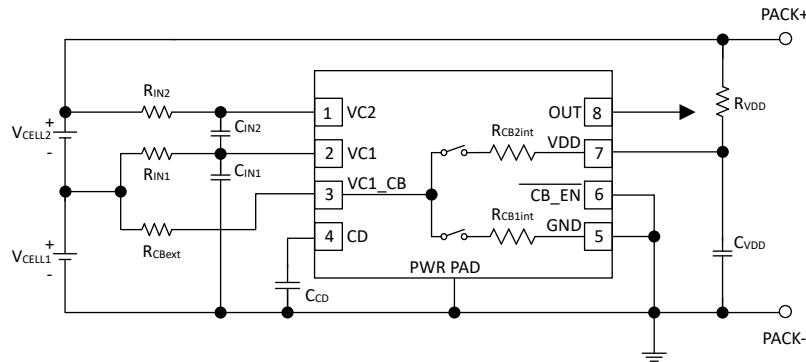 PACK+
RIN2
1 VC2
OUT 8
RVDD
CIN2
RCB2int
VDD 7
+
VCELL2
-
RIN1
2 VC1
CIN1
3 VC1_CB
CB_EN 6
RCB1int
GND 5
+
VCELL1
-
RCBext
4 CD
CVDD
PWR PAD
CCD
PACK-